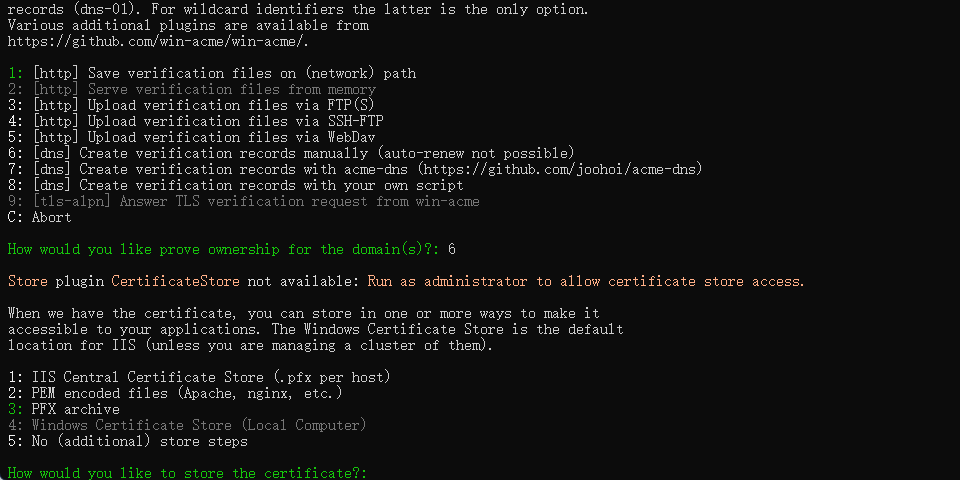 records (dns-01). For wildcard identifiers the latter is the only option.
Various additional plugins are available from
https://github.com/win-acme/win-acme/.
1: [http] Save verification files on (network) path
2: [http] Serve verification files from memory
3: [http] Upload verification files via FTP(S)
4: [http] Upload verification files via SSH-FTP
5: [http] Upload verification files via WebDav
6: [dns] Create verification records manually (auto-renew not possible)
7: [dns] Create verification records with acme-dns (https://github.com/joohoi/acme-dns)
8: [dns] Create verification records with your own script
9: [tls-alpn] Answer TLS verification request from win-acme
C: Abort
How would you like prove ownership for the domain(s)?: 6
Store plugin CertificateStore not available: Run as administrator to allow certificate store access.
When we have the certificate, you can store in one or more ways to make it
accessible to your applications. The Windows Certificate Store is the default
location for IIS (unless you are managing a cluster of them).
1: IIS Central Certificate Store (.pfx per host)
2: PEM encoded files (Apache, nginx, etc.)
3: PFX archive
4: Windows Certificate Store (Local Computer)
5: No (additional) store steps
How would you like to store the certificate?: